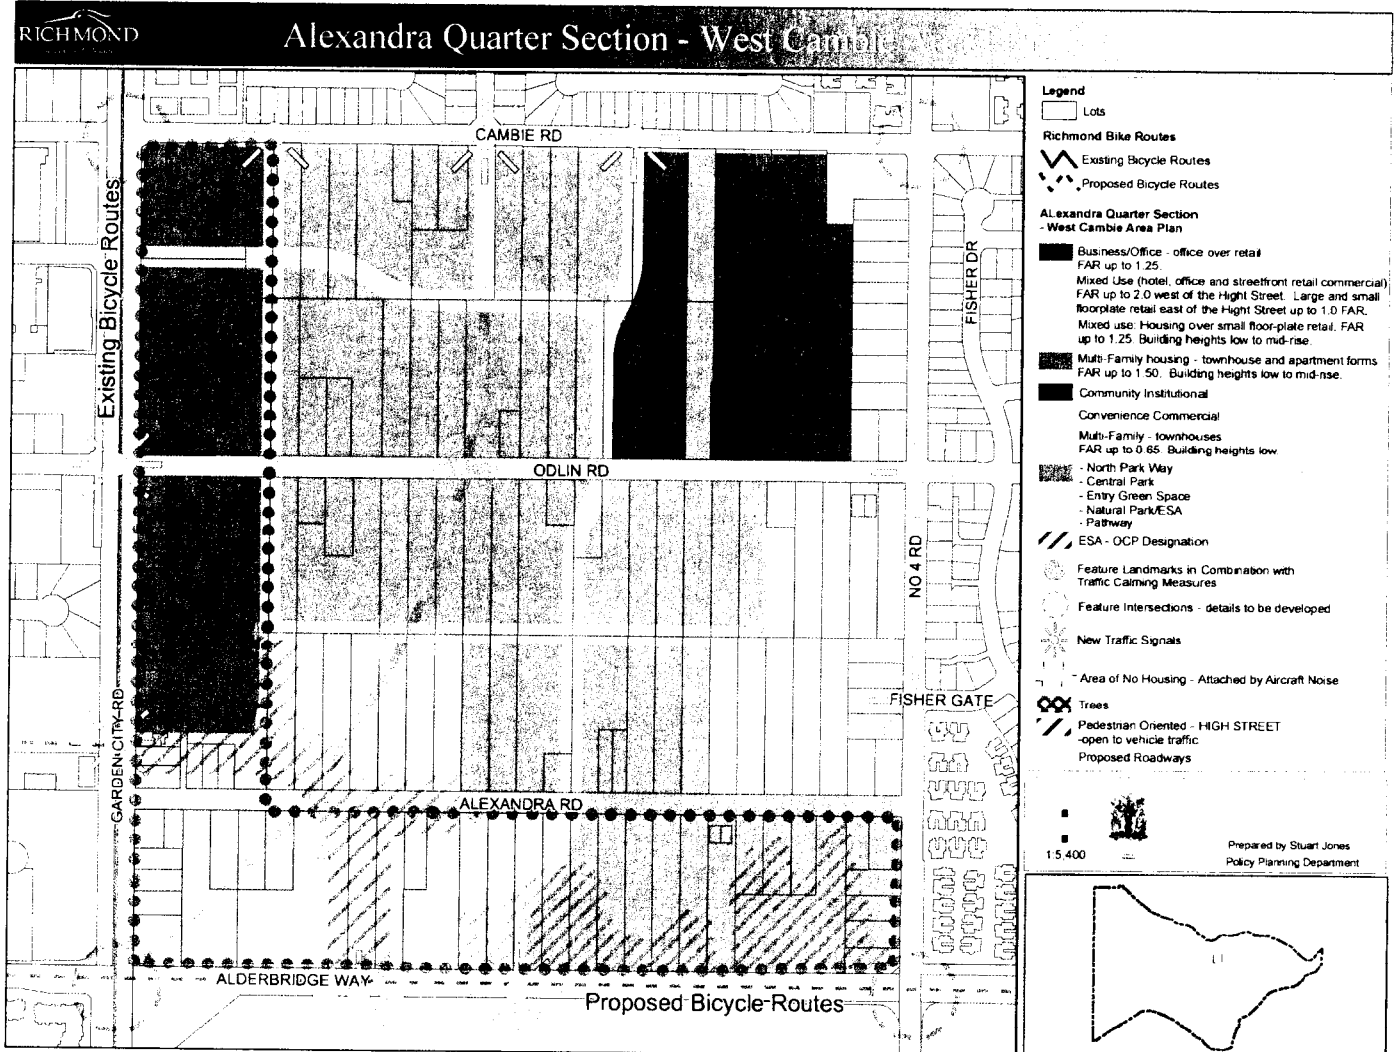 RICHMOND
Alexandra Quarter Section - West Cambie
CAMBIE RD
Existing Bicycle Routes
FISHER DR
ODLIN RD
NO 4 RD
FISHER GATE
GARDEN CITY RD
ALEXANDRA RD
ALDERBRIDGE WAY
Proposed Bicycle Routes
Legend
Lots
Richmond Bike Routes
Existing Bicycle Routes
Proposed Bicycle Routes
ALexandra Quarter Section
- West Cambie Area Plan
Business/Office - office over retail
FAR up to 1.25.
Mixed Use (hotel, office and streetfront retail commercial)
FAR up to 2.0 west of the Hight Street. Large and small
floorplate retail east of the Hight Street up to 1.0 FAR.
Mixed use: Housing over small floor-plate retail. FAR
up to 1.25. Building heights low to mid-rise.
Multi-Family housing - townhouse and apartment forms
FAR up to 1.50. Building heights low to mid-rise.
Community Institutional
Convenience Commercial
Multi-Family - townhouses
FAR up to 0.65. Building heights low
- North Park Way
- Central Park
- Entry Green Space
- Natural Park/ESA
- Pathway
ESA - OCP Designation
Feature Landmarks in Combination with
Traffic Calming Measures
Feature Intersections - details to be developed
New Traffic Signals
Area of No Housing - Attached by Aircraft Noise
Trees
Pedestrian Oriented - HIGH STREET
-open to vehicle traffic
Proposed Roadways
1:5,400
Prepared by Stuart Jones
Policy Planning Department